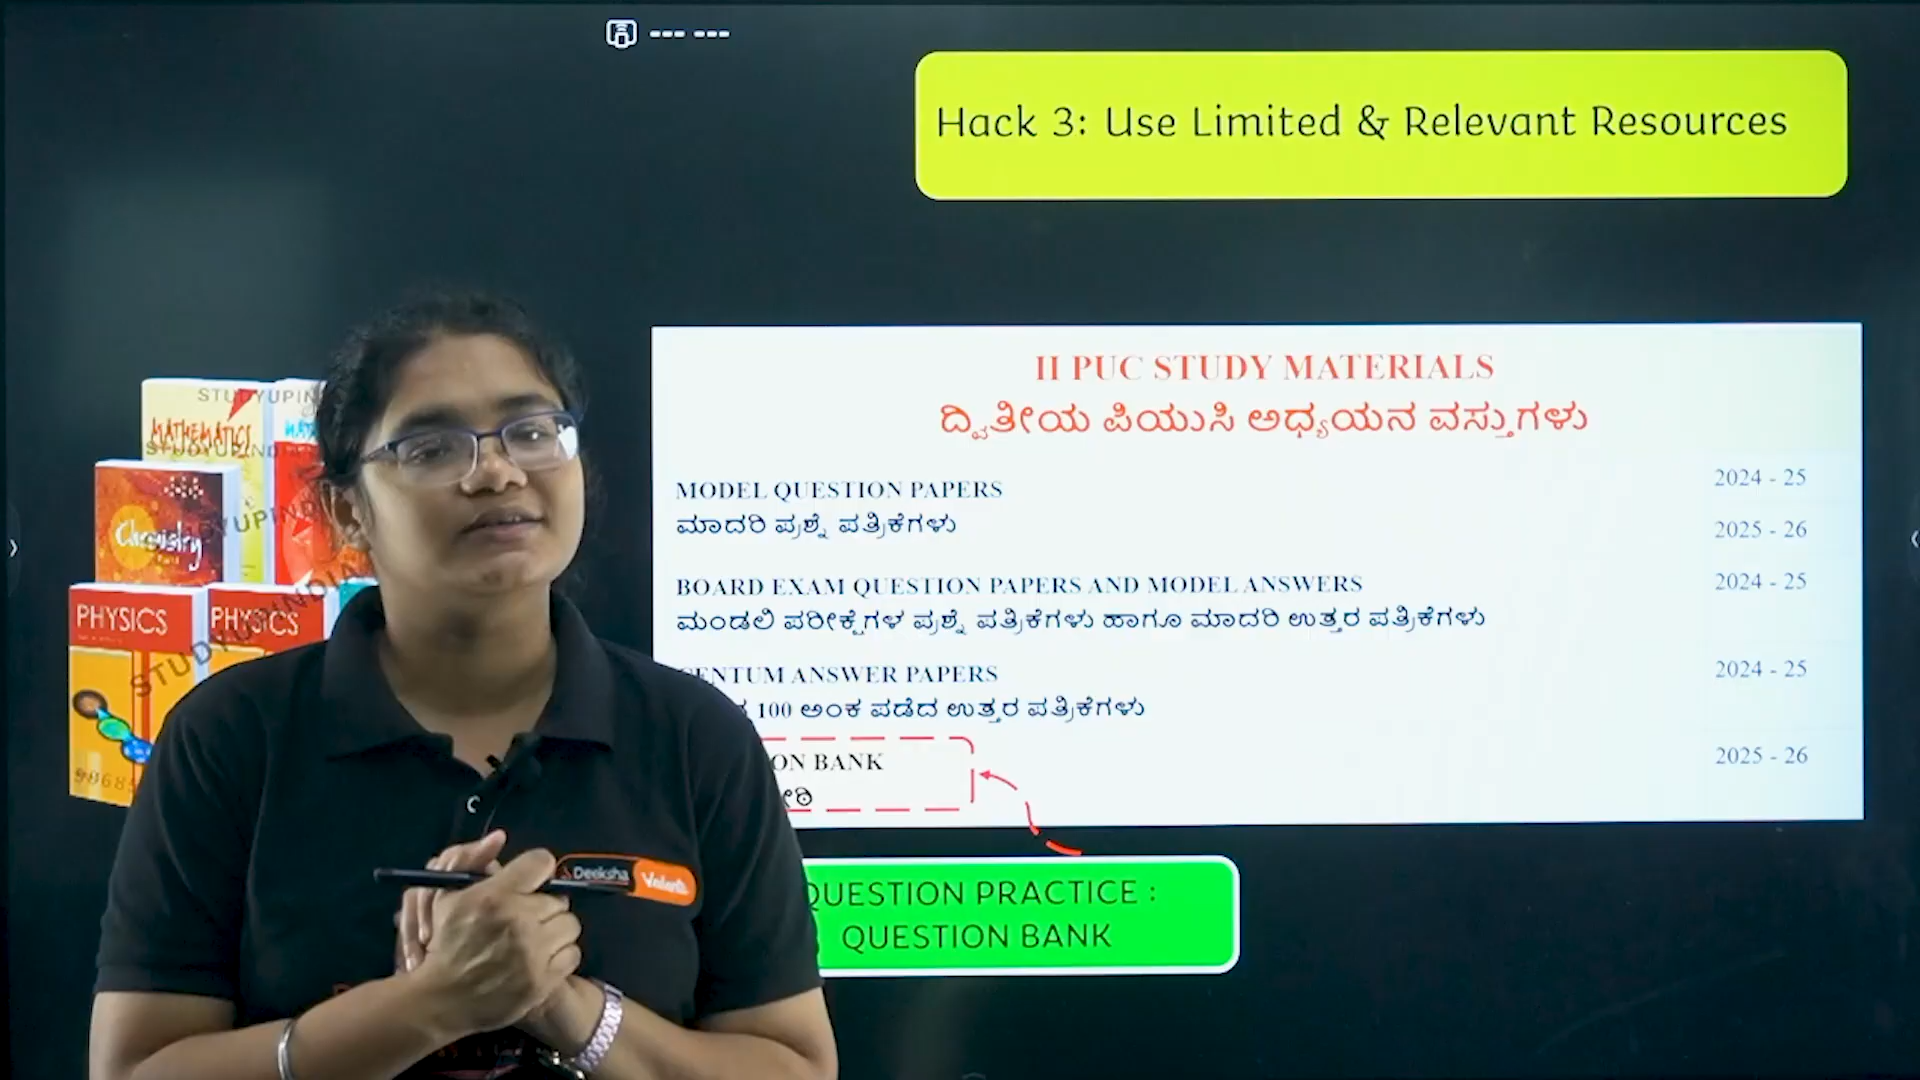 Hack 3: Use Limited & Relevant Resources
II PUC STUDY MATERIALS
ದ್ವಿತೀಯ ಪಿಯುಸಿ ಅಧ್ಯಯನ ವಸ್ತುಗಳು
MODEL QUESTION PAPERS
2024 - 25
ಮಾದರಿ ಪ್ರಶ್ನೆ ಪತ್ರಿಕೆಗಳು
2025 - 26
BOARD EXAM QUESTION PAPERS AND MODEL ANSWERS
2024 - 25
ಮಂಡಲಿ ಪರೀಕ್ಷೆಗಳ ಪ್ರಶ್ನೆ ಪತ್ರಿಕೆಗಳು ಹಾಗೂ ಮಾದರಿ ಉತ್ತರ ಪತ್ರಿಕೆಗಳು
CENTUM ANSWER PAPERS
2024 - 25
100 ಅಂಕ ಪಡೆದ ಉತ್ತರ ಪತ್ರಿಕೆಗಳು
ON BANK
2025 - 26
QUESTION PRACTICE :
QUESTION BANK
MATHEMATICS
Chemistry
PHYSICS
PHYSICS
STUDYUPINDIA
Deeksha
Vedantu